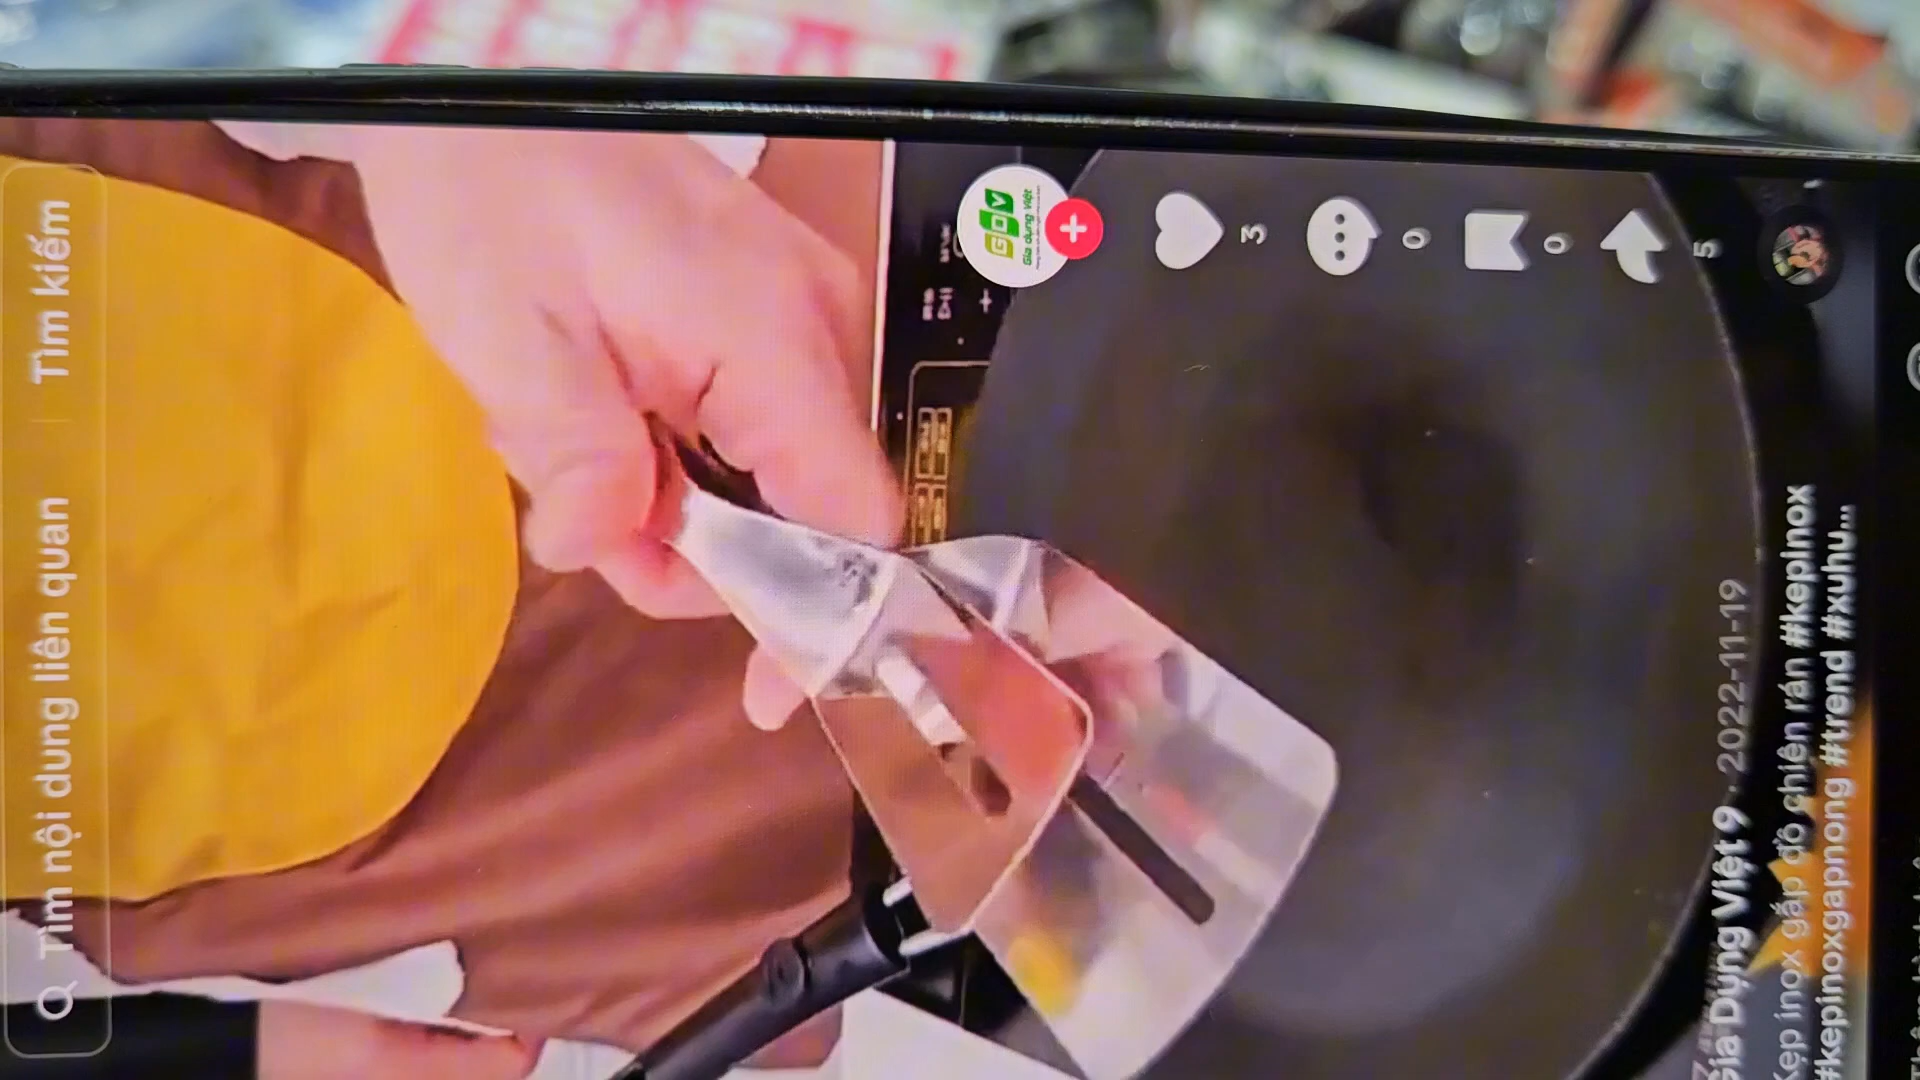 Tìm nội dung liên quan
Tìm kiếm
GDV
Gia dụng Việt
3
0
0
5
Gia Dụng Việt 9 · 2022-11-19
Kẹp inox gắp đồ chiên rán #kepinox
#kepinoxgapnong #trend #xuhu...